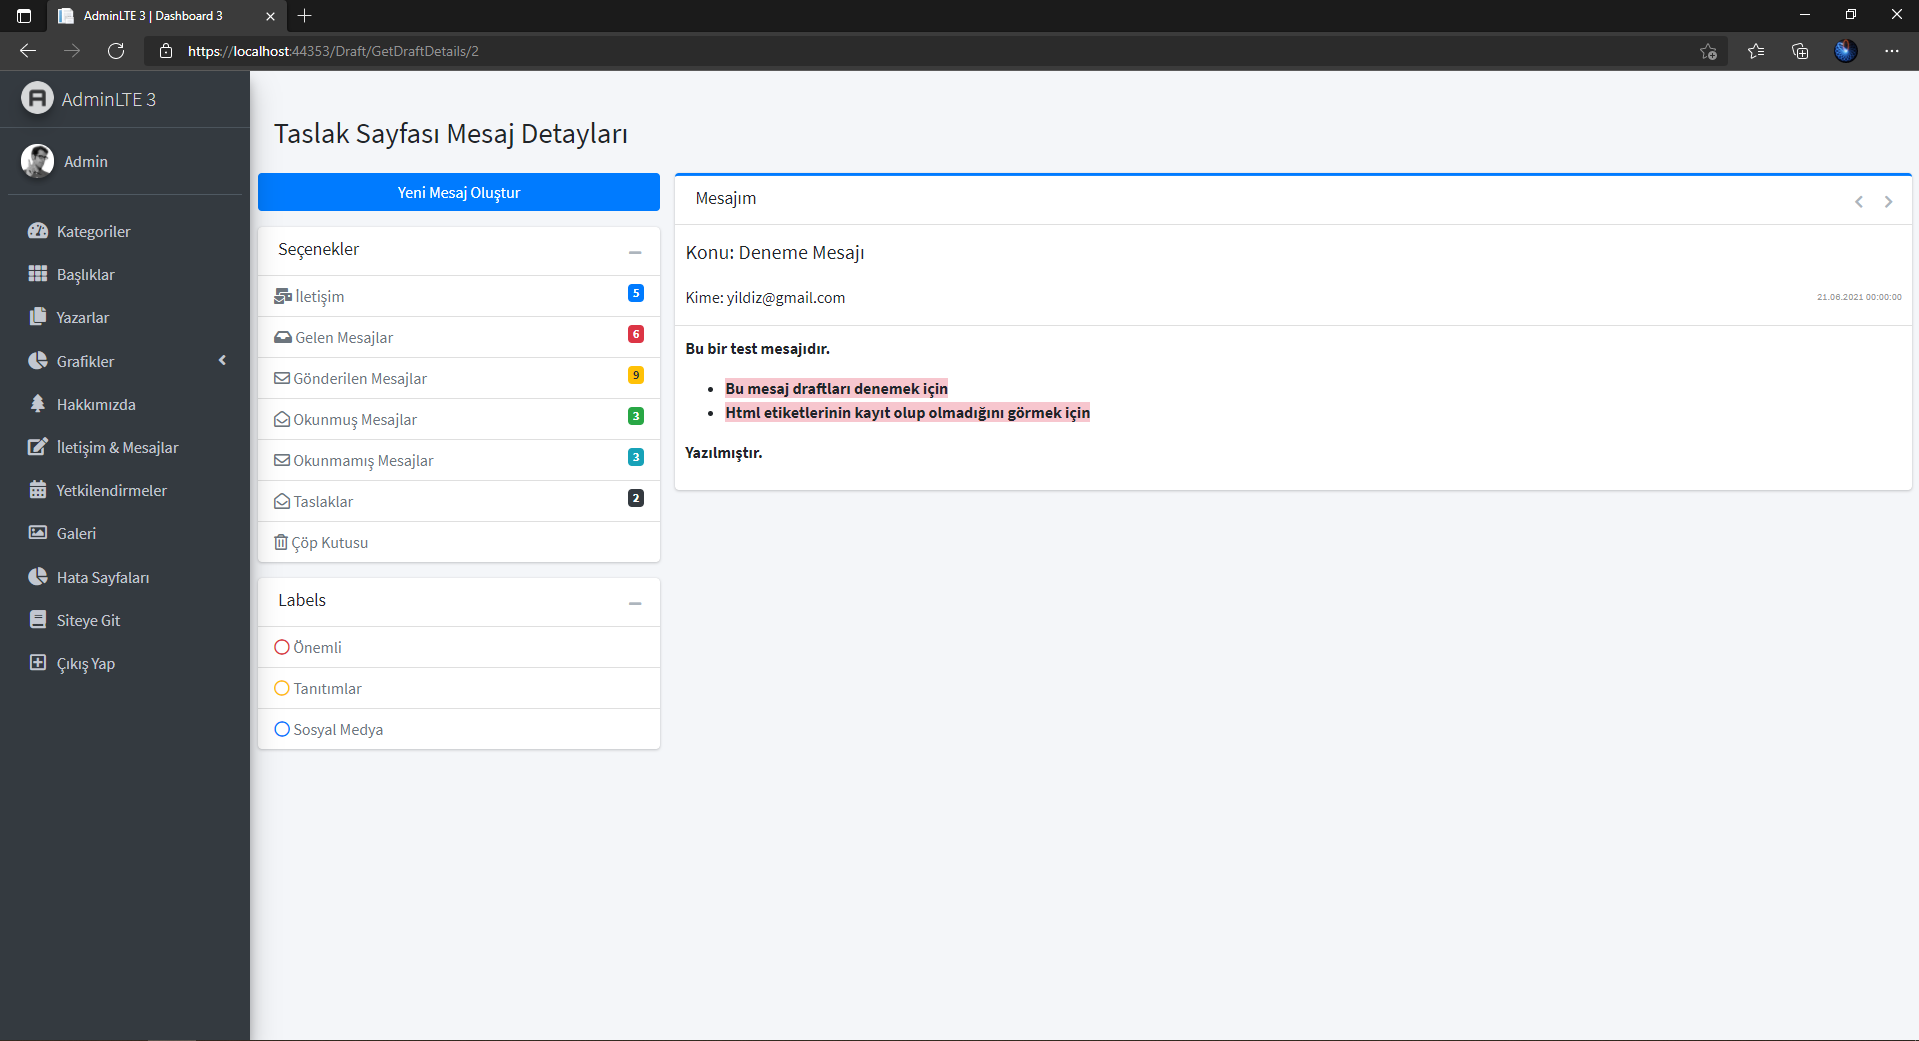 AdminLTE 3 | Dashboard 3
https://localhost:44353/Draft/GetDraftDetails/2
AdminLTE 3
Admin
Kategoriler
Başlıklar
Yazarlar
Grafikler
Hakkımızda
İletişim & Mesajlar
Yetkilendirmeler
Galeri
Hata Sayfaları
Siteye Git
Çıkış Yap
Taslak Sayfası Mesaj Detayları
Yeni Mesaj Oluştur
Seçenekler
İletişim 5
Gelen Mesajlar 6
Gönderilen Mesajlar 9
Okunmuş Mesajlar 3
Okunmamış Mesajlar 3
Taslaklar 2
Çöp Kutusu
Labels
Önemli
Tanıtımlar
Sosyal Medya
Mesajım
Konu: Deneme Mesajı
Kime: yildiz@gmail.com 21.06.2021 00:00:00
Bu bir test mesajıdır.
Bu mesaj draftları denemek için
Html etiketlerinin kayıt olup olmadığını görmek için
Yazılmıştır.